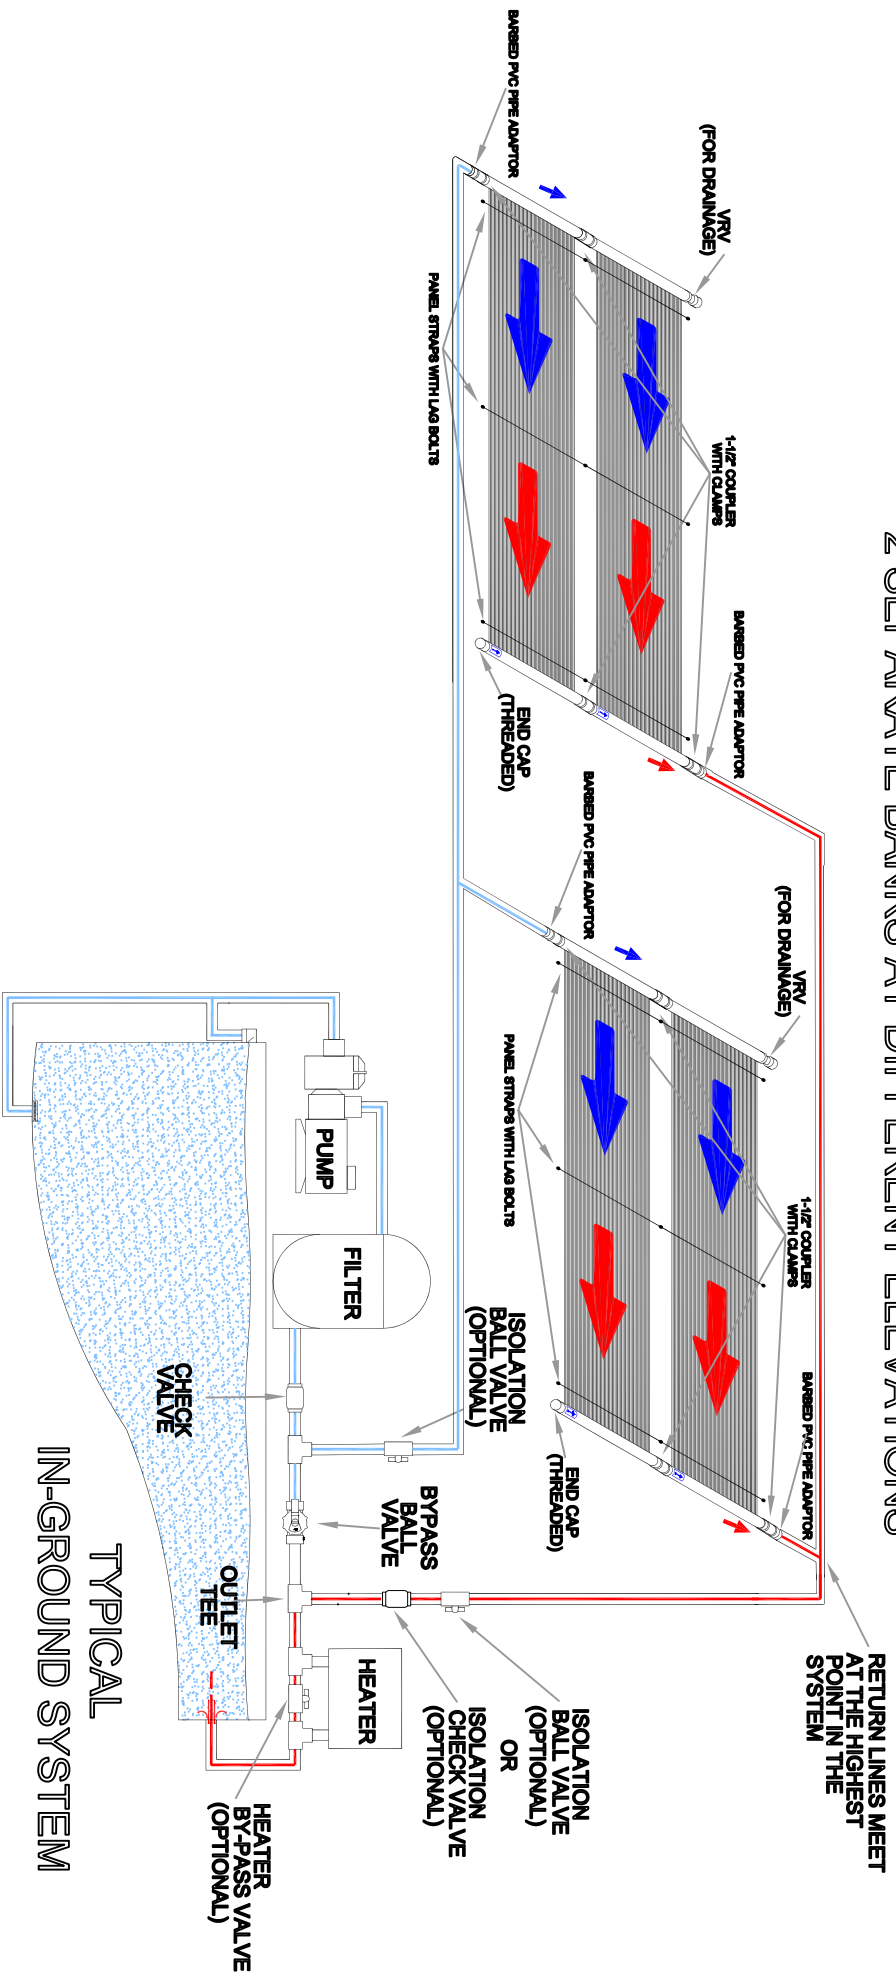 2 SEPARATE BANKS AT DIFFERENT ELEVATIONS
RETURN LINES MEET
AT THE HIGHEST
POINT IN THE
SYSTEM
VRV
(FOR DRAINAGE)
1-1/2" COUPLER
WITH CLAMPS
BARBED PVC PIPE ADAPTOR
VRV
(FOR DRAINAGE)
1-1/2" COUPLER
WITH CLAMPS
BARBED PVC PIPE ADAPTOR
BARBED PVC PIPE ADAPTOR
PANEL STRAPS WITH LAG BOLTS
END CAP
(THREADED)
BARBED PVC PIPE ADAPTOR
PANEL STRAPS WITH LAG BOLTS
END CAP
(THREADED)
ISOLATION
BALL VALVE
(OPTIONAL)
OR
ISOLATION
CHECK VALVE
(OPTIONAL)
ISOLATION
BALL VALVE
(OPTIONAL)
BYPASS
BALL
VALVE
PUMP
FILTER
HEATER
CHECK
VALVE
OUTLET
TEE
HEATER
BY-PASS VALVE
(OPTIONAL)
TYPICAL
IN-GROUND SYSTEM